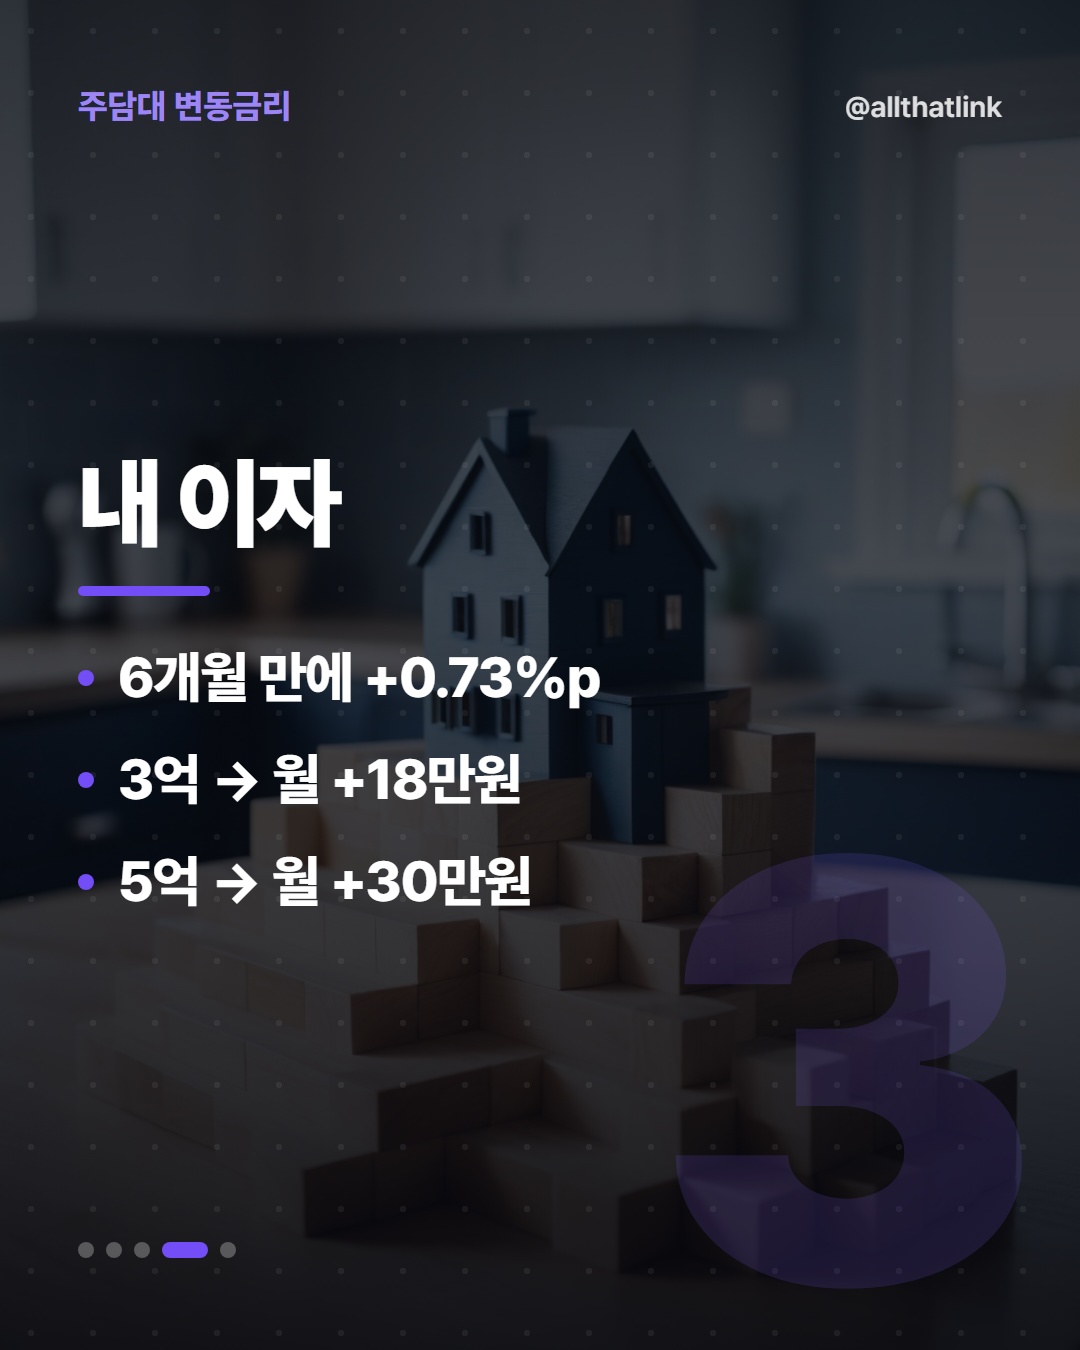 주담대 변동금리
@allthatlink
내 이자
6개월 만에 +0.73%p
3억 → 월 +18만원
5억 → 월 +30만원
3